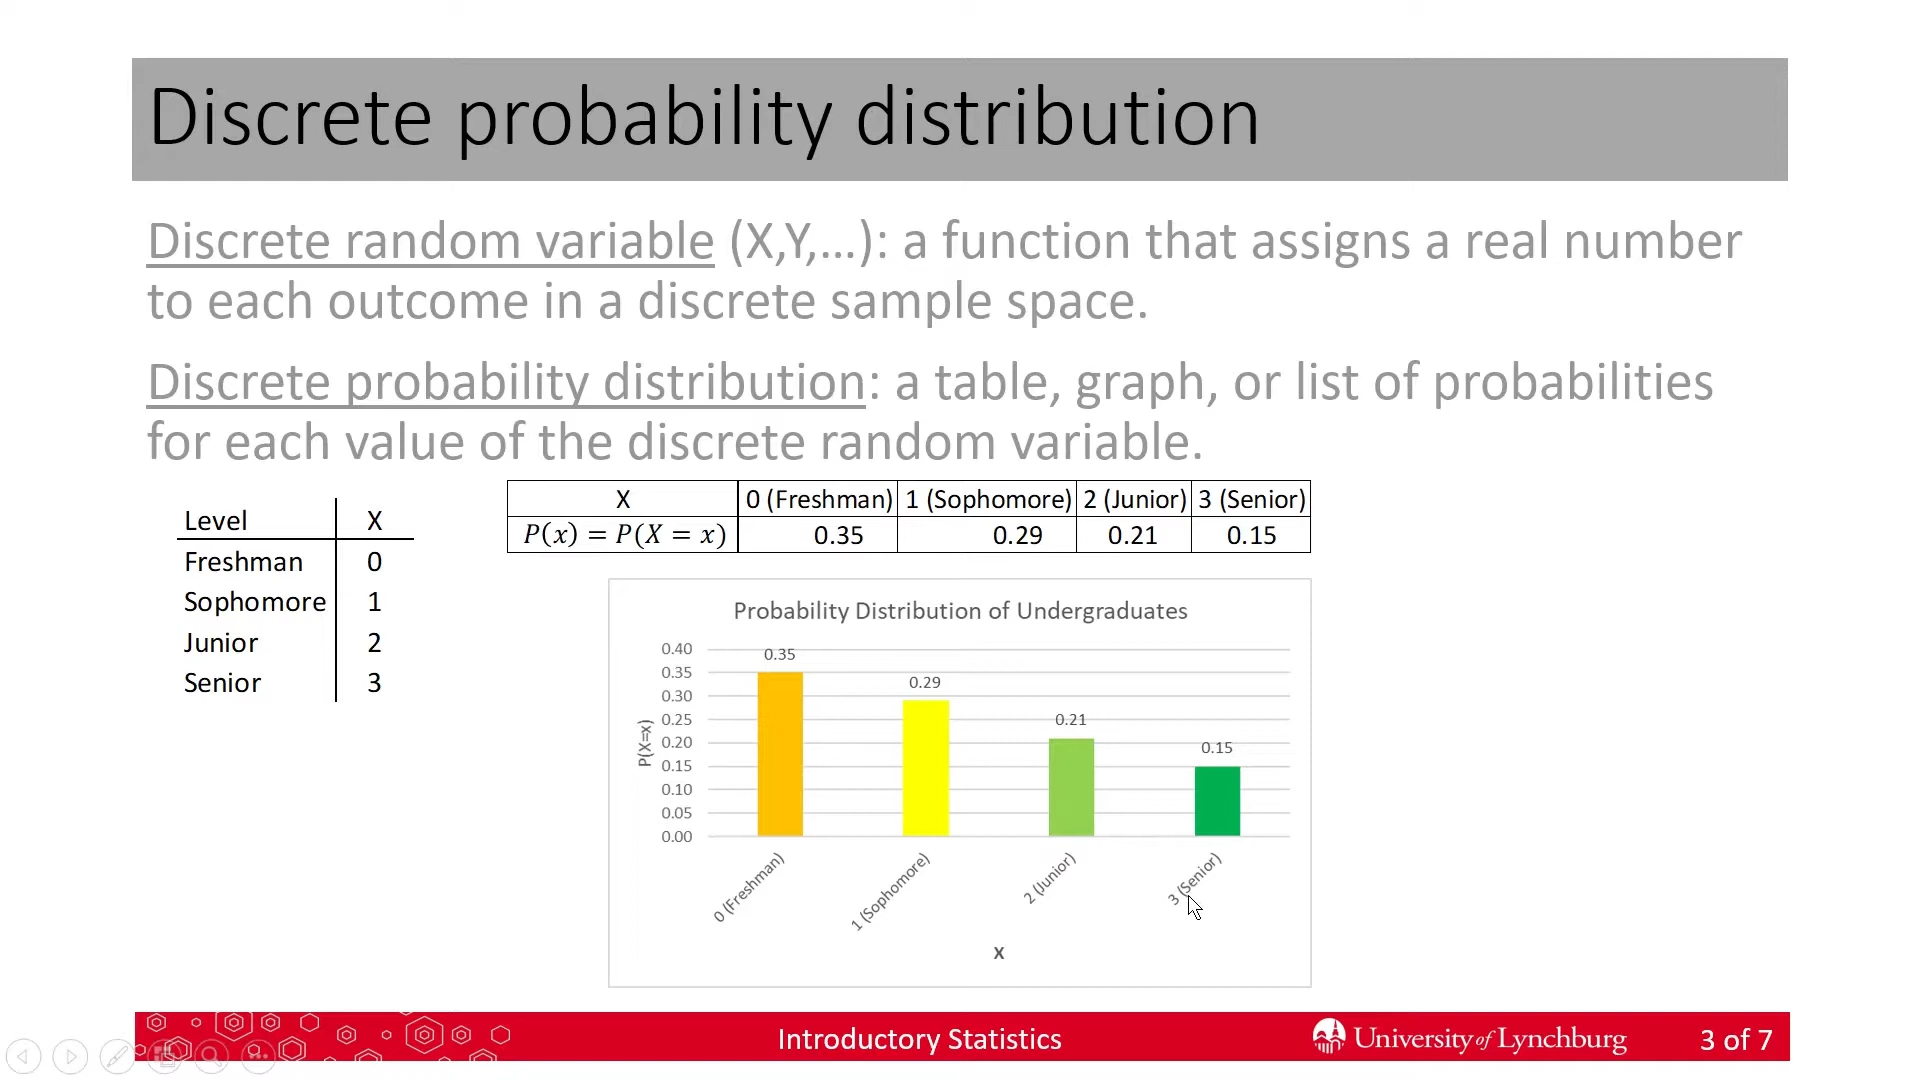 Discrete probability distribution
Discrete random variable (X,Y,…): a function that assigns a real number
to each outcome in a discrete sample space.
Discrete probability distribution: a table, graph, or list of probabilities
for each value of the discrete random variable.
Level X
Freshman 0
Sophomore 1
Junior 2
Senior 3
X 0 (Freshman) 1 (Sophomore) 2 (Junior) 3 (Senior)
P(x) = P(X = x) 0.35 0.29 0.21 0.15
Probability Distribution of Undergraduates
P(X=x)
0.40
0.35
0.30
0.25
0.20
0.15
0.10
0.05
0.00
0.35
0.29
0.21
0.15
0 (Freshman)
1 (Sophomore)
2 (Junior)
3 (Senior)
X
Introductory Statistics
University of Lynchburg
3 of 7